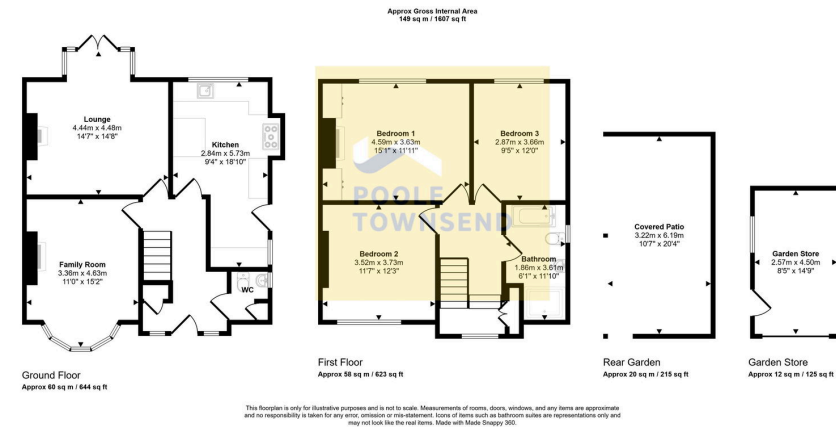 Approx Gross Internal Area
149 sq m / 1607 sq ft
Lounge
4.44m x 4.48m
14'7" x 14'8"
Kitchen
2.84m x 5.73m
9'4" x 18'10"
Family Room
3.36m x 4.63m
11'0" x 15'2"
WC
Ground Floor
Approx 60 sq m / 644 sq ft
Bedroom 1
4.59m x 3.63m
15'1" x 11'11"
Bedroom 3
2.87m x 3.66m
9'5" x 12'0"
POOLE
TOWNSEND
Bedroom 2
3.52m x 3.73m
11'7" x 12'3"
Bathroom
1.86m x 3.61m
6'1" x 11'10"
First Floor
Approx 58 sq m / 623 sq ft
Covered Patio
3.22m x 6.19m
10'7" x 20'4"
Rear Garden
Approx 20 sq m / 215 sq ft
Garden Store
2.57m x 4.50m
8'5" x 14'9"
Garden Store
Approx 12 sq m / 125 sq ft
This floorplan is only for illustrative purposes and is not to scale. Measurements of rooms, doors, windows, and any items are approximate
and no responsibility is taken for any error, omission or mis-statement. Icons of items such as bathroom suites are representations only and
may not look like the real items. Made with Made Snappy 360.